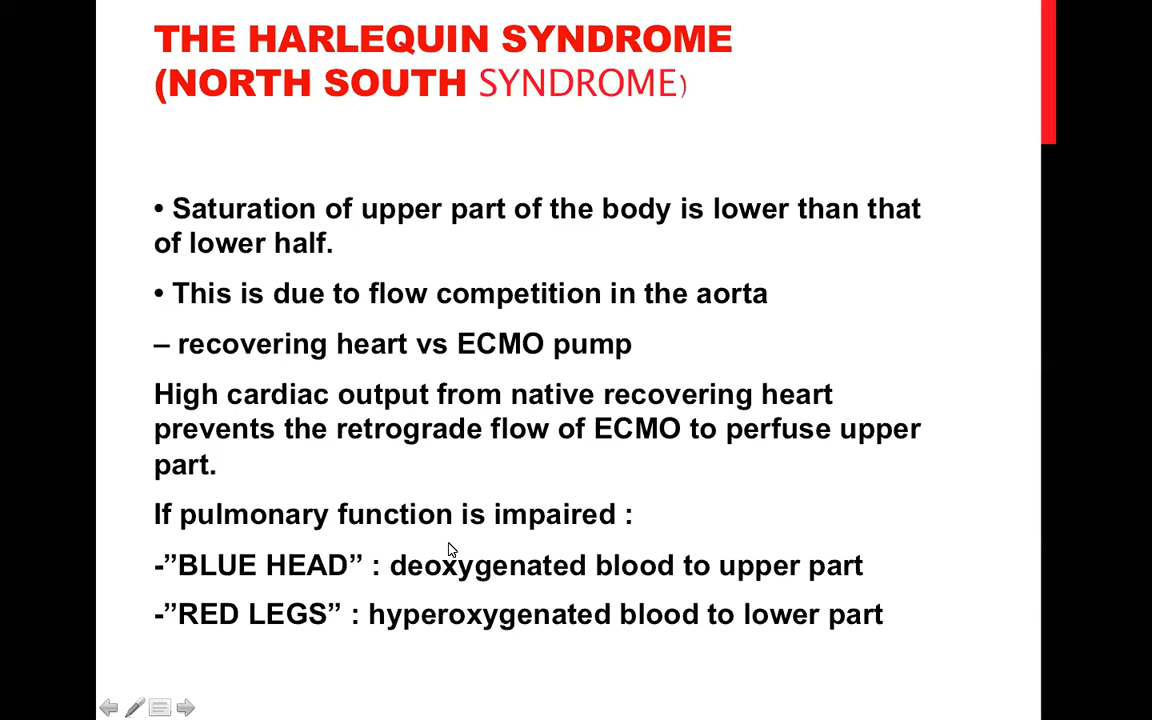 THE HARLEQUIN SYNDROME
(NORTH SOUTH SYNDROME)
• Saturation of upper part of the body is lower than that
of lower half.
• This is due to flow competition in the aorta
– recovering heart vs ECMO pump
High cardiac output from native recovering heart
prevents the retrograde flow of ECMO to perfuse upper
part.
If pulmonary function is impaired :
-”BLUE HEAD” : deoxygenated blood to upper part
-”RED LEGS” : hyperoxygenated blood to lower part